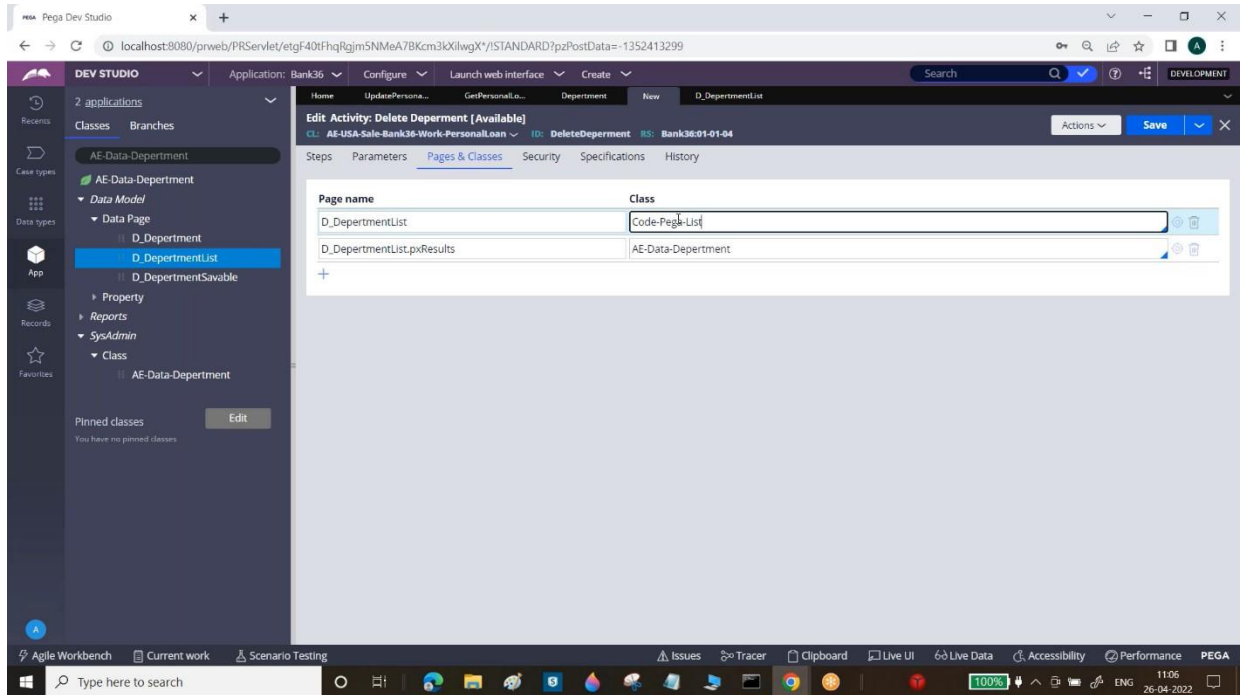 PEGA Pega Dev Studio
localhost:8080/prweb/PRServlet/etgF40tFhqRgjm5NMeA7BKcm3kXilwgX*/!STANDARD?pzPostData=-1352413299
A
DEV STUDIO Application: Bank36 Configure Launch web interface Create Search DEVELOPMENT
Recents
Case types
Data types
App
Records
Favorites
A
2 applications
Classes Branches
AE-Data-Depertment
AE-Data-Depertment
Data Model
Data Page
D_Depertment
D_DepertmentList
D_DepertmentSavable
Property
Reports
SysAdmin
Class
AE-Data-Depertment
Pinned classes Edit
You have no pinned classes
Home UpdatePersona... GetPersonalLo... Depertment New D_DepertmentList
Edit Activity: Delete Deperment [Available]
CL: AE-USA-Sale-Bank36-Work-PersonalLoan ID: DeleteDeperment RS: Bank36:01-01-04
Actions Save
Steps Parameters Pages & Classes Security Specifications History
Page name Class
D_DepertmentList Code-Pega-List
D_DepertmentList.pxResults AE-Data-Depertment
Agile Workbench Current work Scenario Testing Issues Tracer Clipboard Live UI Live Data Accessibility Performance PEGA
Type here to search
100% ENG
11:06
26-04-2022